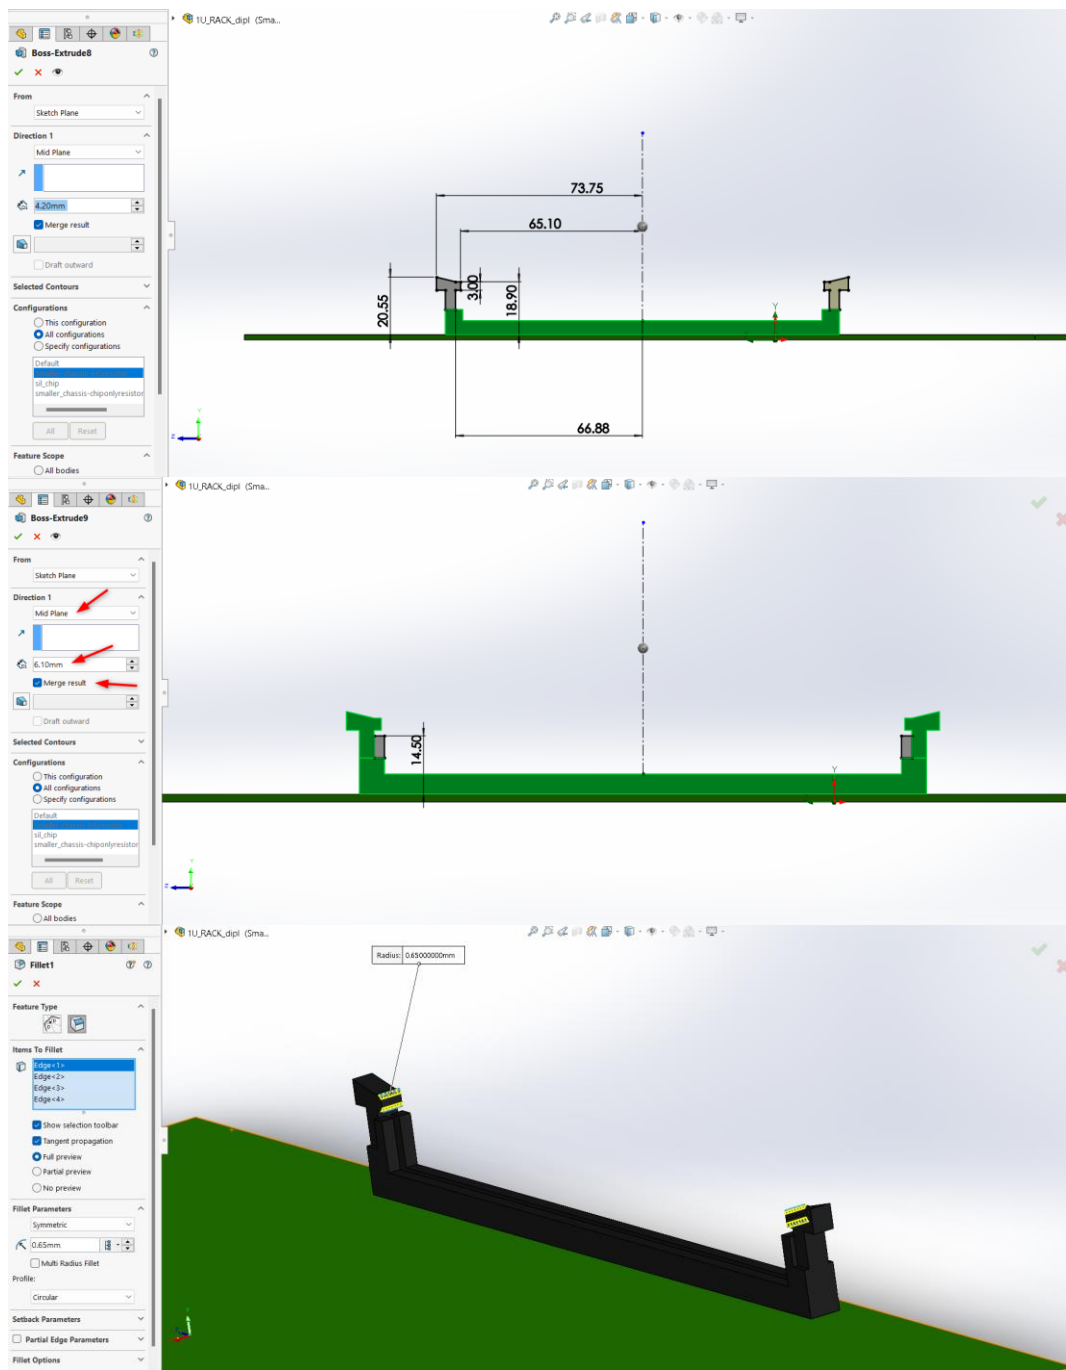 1U_RACK_dipl (Sma...
Boss-Extrude8
From
Sketch Plane
Direction 1
Mid Plane
4.20mm
Merge result
Draft outward
Selected Contours
Configurations
This configuration
All configurations
Specify configurations
Default
sil_chip
smaller_chassis-chiponlyresistor
All
Reset
Feature Scope
All bodies
73.75
65.10
20.55
3.00
18.90
66.88
Y
Y
Z
1U_RACK_dipl (Sma...
Boss-Extrude9
From
Sketch Plane
Direction 1
Mid Plane
6.10mm
Merge result
Draft outward
Selected Contours
Configurations
This configuration
All configurations
Specify configurations
Default
sil_chip
smaller_chassis-chiponlyresistor
All
Reset
Feature Scope
All bodies
14.50
Y
Y
Z
1U_RACK_dipl (Sma...
Fillet1
Feature Type
Items To Fillet
Edge<1>
Edge<2>
Edge<3>
Edge<4>
Show selection toolbar
Tangent propagation
Full preview
Partial preview
No preview
Fillet Parameters
Symmetric
0.65mm
Multi Radius Fillet
Profile:
Circular
Setback Parameters
Partial Edge Parameters
Fillet Options
Radius: 0.65000000mm